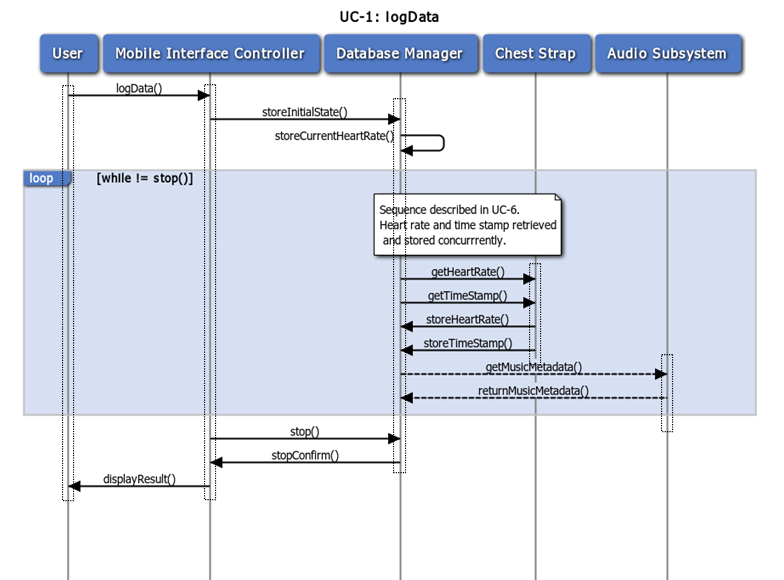 UC-1: logData
User
Mobile Interface Controller
Database Manager
Chest Strap
Audio Subsystem
logData()
storeInitialState()
storeCurrentHeartRate()
loop
[while != stop()]
Sequence described in UC-6.
Heart rate and time stamp retrieved
and stored concurrrently.
getHeartRate()
getTimeStamp()
storeHeartRate()
storeTimeStamp()
getMusicMetadata()
returnMusicMetadata()
stop()
stopConfirm()
displayResult()